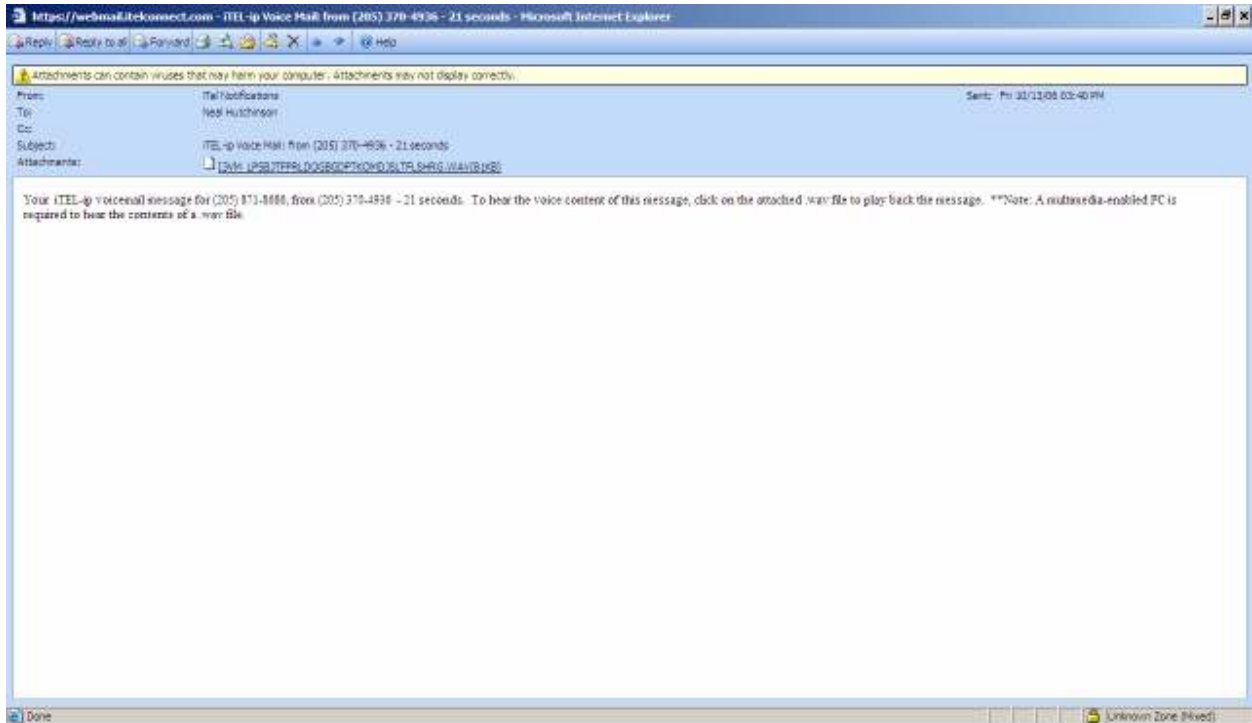 https://webmail.itelconnect.com - iTEL-ip Voice Mail: from (205) 370-4936 - 21 seconds - Microsoft Internet Explorer
Reply Reply to all Forward Help
Attachments can contain viruses that may harm your computer. Attachments may not display correctly.
From: iTel Notifications Sent: Fri 10/13/06 03:40 PM
To: Neal Hutchinson
Cc:
Subject: iTEL-ip Voice Mail: from (205) 370-4936 - 21 seconds
Attachments:
Your iTEL-ip voicemail message for (205) 871-8688, from (205) 370-4936 - 21 seconds. To hear the voice content of this message, click on the attached .wav file to play back the message. **Note: A multimedia-enabled PC is
required to hear the contents of a .wav file.
Done Unknown Zone (Mixed)